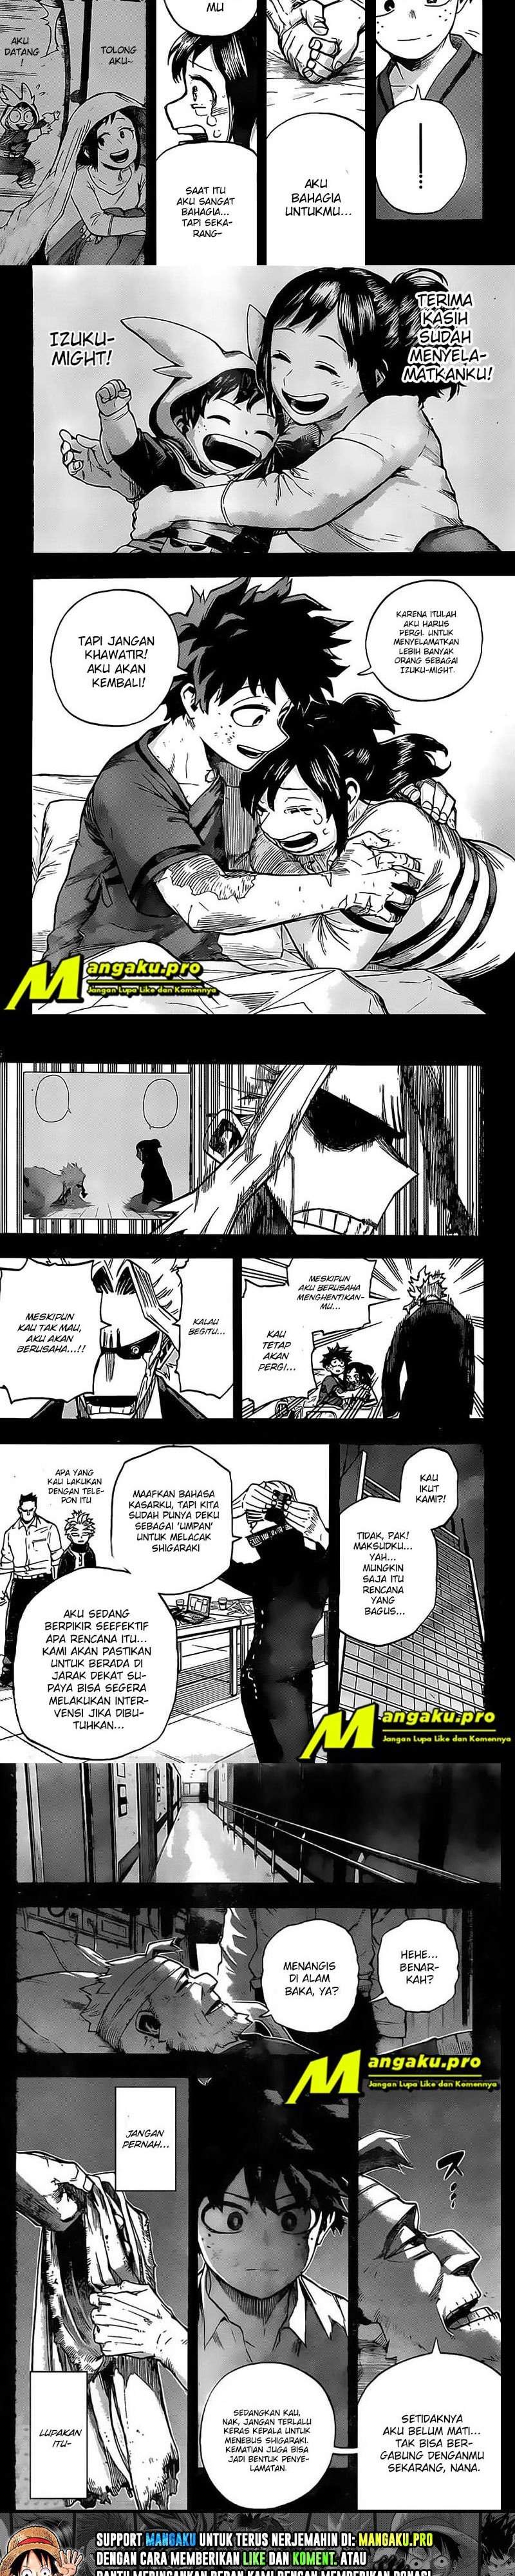 MU
AKU
DATANG
!
TOLONG
AKU~
SAAT ITU
AKU SANGAT
BAHAGIA...
TAPI SEKA-
RANG-
AKU
BAHAGIA
UNTUKMU...
IZUKU-
MIGHT!
TERIMA
KASIH
SUDAH
MENYELA-
MATKANKU!
KARENA ITULAH
AKU HARUS
PERGI. UNTUK
MENYELAMATKAN
LEBIH BANYAK
ORANG SEBAGAI
IZUKU-MIGHT.
TAPI JANGAN
KHAWATIR!
AKU AKAN
KEMBALI!
Mangaku.pro
Jangan Lupa Like dan Komennya
MESKIPUN
AKU BERUSAHA
MENGHENTIKAN-
MU...
KAU
TETAP
AKAN
PERGI...
KALAU
BEGITU...
MESKIPUN
KAU TAK MAU,
AKU AKAN
BERUSAHA...!!
KAU
IKUT
KAMI?!
TIDAK, PAK!
MAKSUDKU...
YAH...
MUNGKIN
SAJA ITU
RENCANA
YANG
BAGUS...
MAAFKAN BAHASA
KASARKU, TAPI KITA
SUDAH PUNYA DEKU
SEBAGAI 'UMPAN'
UNTUK MELACAK
SHIGARAKI
APA YANG
KAU LAKUKAN
DENGAN TELE-
PON ITU
AKU SEDANG
BERPIKIR SEEFEKTIF
APA RENCANA ITU...
KAMI AKAN PASTIKAN
UNTUK BERADA DI
JARAK DEKAT SU-
PAYA BISA SEGERA
MELAKUKAN INTER-
VENSI JIKA DIBU-
TUHKAN...
Mangaku.pro
Jangan Lupa Like dan Komennya
HEHE...
BENAR-
KAH?
MENANGIS
DI ALAM
BAKA, YA?
Mangaku.pro
Jangan Lupa Like dan Komennya
ス...
SETIDAKNYA
AKU BELUM MATI...
TAK BISA BER-
GABUNG DENGANMU
SEKARANG, NANA.
SEDANGKAN KAU,
NAK, JANGAN TERLALU
KERAS KEPALA UNTUK
MENEBUS SHIGARAKI.
KEMATIAN JUGA BISA
JADI BENTUK PENYE-
LAMATAN.
JANGAN
PERNAH...
LUPAKAN
ITU-
SUPPORT MANGAKU UNTUK TERUS NERJEMAHIN DI: MANGAKU.PRO
DENGAN CARA MEMBERIKAN LIKE DAN KOMENT, ATAU
BANTU MERINGANKAN BEBAN KAMI DENGAN MEMBERIKAN DONASI